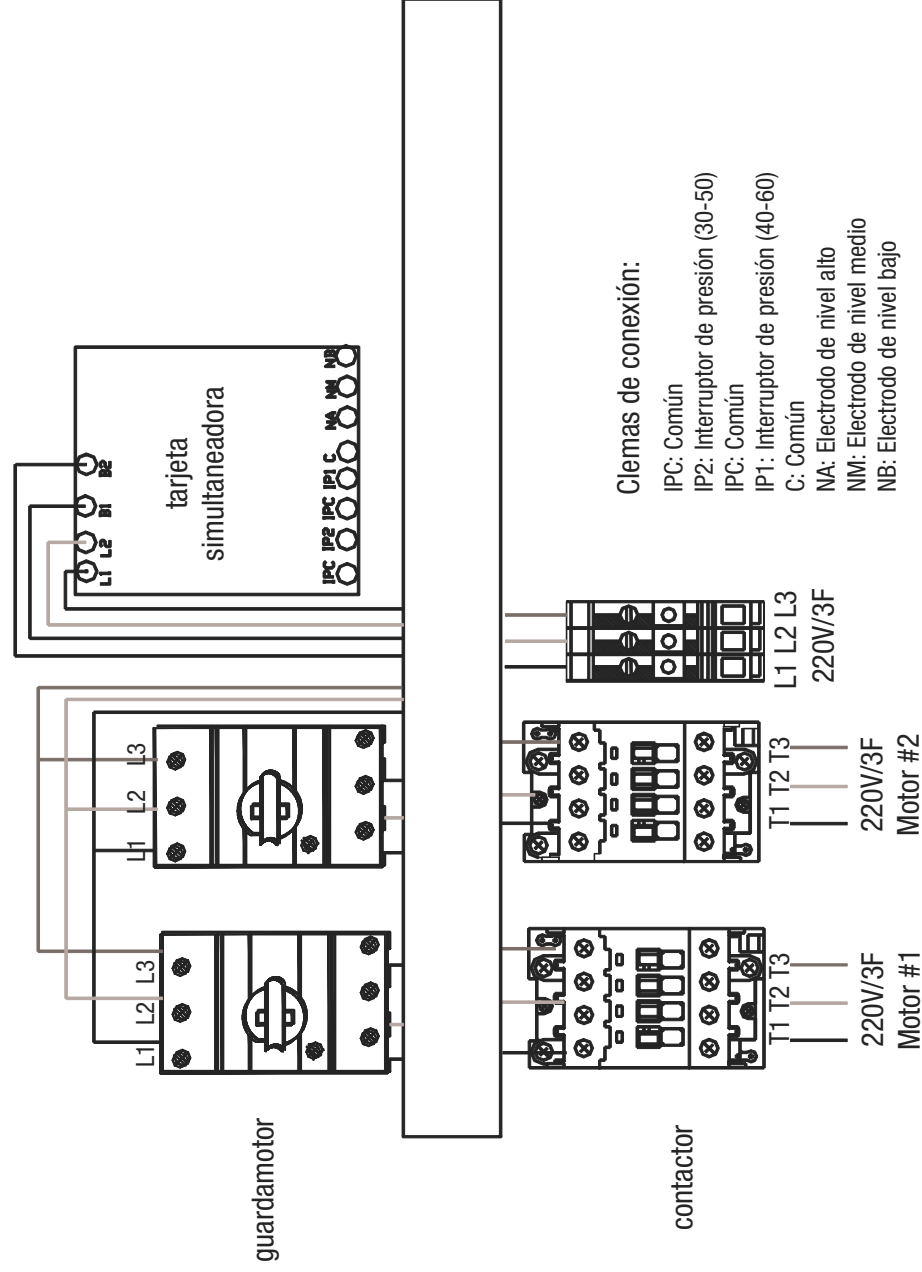 guardamotor
L1 L2 L3
L1 L2 L3
L1 L2 B1 B2
tarjeta
simultaneadora
IPC IP2 IPC IP1 C NA NM NB
contactor
T1 T2 T3
220V/3F
Motor #1
T1 T2 T3
220V/3F
Motor #2
L1 L2 L3
220V/3F
Clemas de conexión:
IPC: Común
IP2: Interruptor de presión (30-50)
IPC: Común
IP1: Interruptor de presión (40-60)
C: Común
NA: Electrodo de nivel alto
NM: Electrodo de nivel medio
NB: Electrodo de nivel bajo